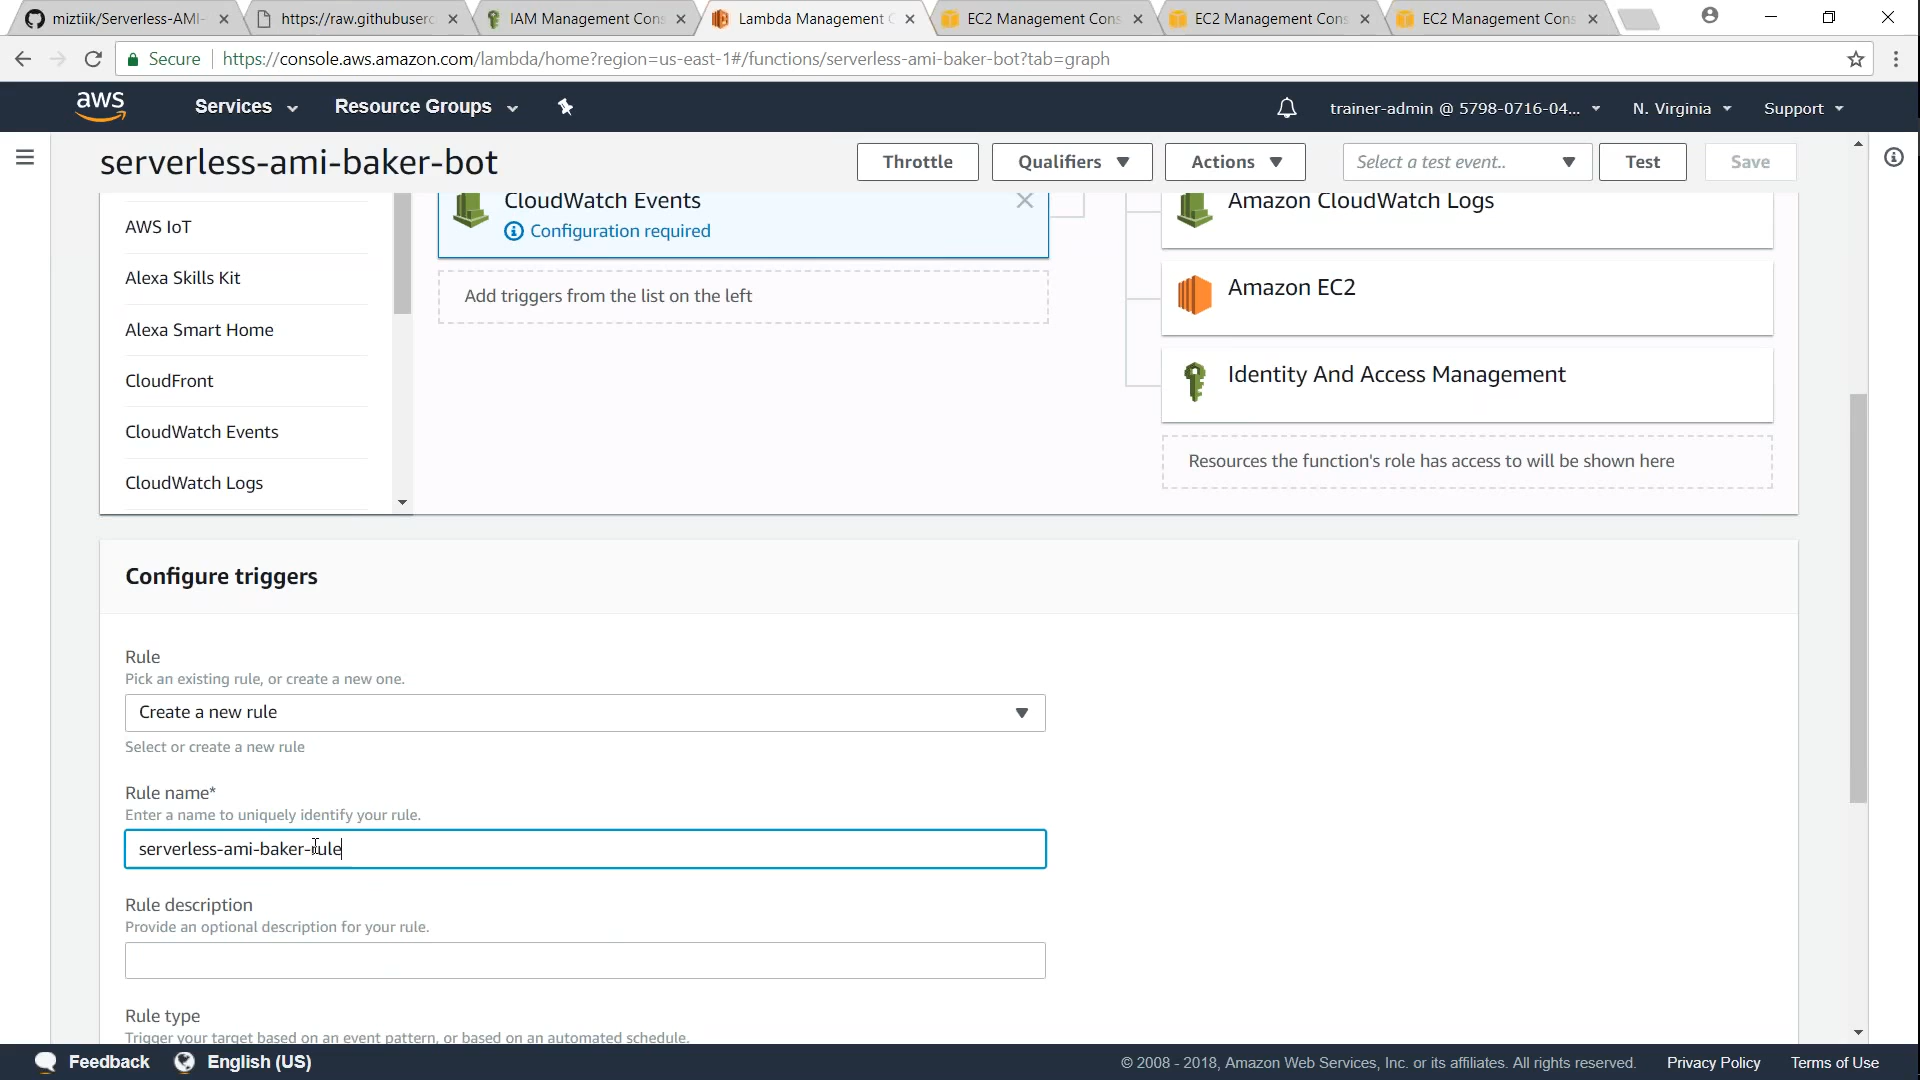 miztiik/Serverless-AMI-
https://raw.githubuserc
IAM Management Cons
Lambda Management C
EC2 Management Cons
EC2 Management Cons
EC2 Management Cons
Secure
https://console.aws.amazon.com/lambda/home?region=us-east-1#/functions/serverless-ami-baker-bot?tab=graph
aws
Services
Resource Groups
trainer-admin @ 5798-0716-04...
N. Virginia
Support
serverless-ami-baker-bot
Throttle
Qualifiers
Actions
Select a test event..
Test
Save
AWS IoT
Alexa Skills Kit
Alexa Smart Home
CloudFront
CloudWatch Events
CloudWatch Logs
CloudWatch Events
Configuration required
Add triggers from the list on the left
Amazon CloudWatch Logs
Amazon EC2
Identity And Access Management
Resources the function's role has access to will be shown here
Configure triggers
Rule
Pick an existing rule, or create a new one.
Create a new rule
Select or create a new rule
Rule name*
Enter a name to uniquely identify your rule.
serverless-ami-baker-rule
Rule description
Provide an optional description for your rule.
Rule type
Trigger your target based on an event pattern, or based on an automated schedule.
Feedback
English (US)
© 2008 - 2018, Amazon Web Services, Inc. or its affiliates. All rights reserved.
Privacy Policy
Terms of Use